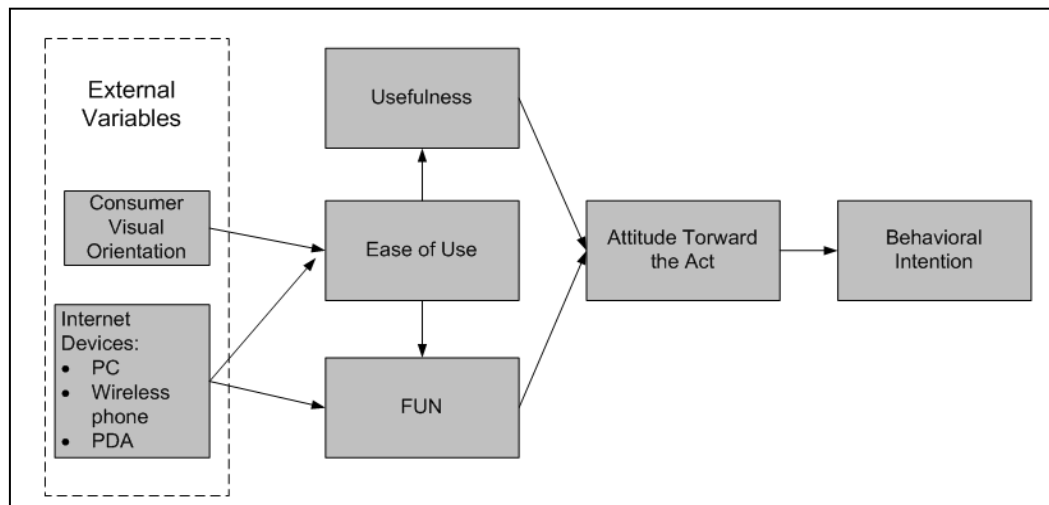 External
Variables
Consumer
Visual
Orientation
Internet
Devices:
• PC
• Wireless
phone
• PDA
Usefulness
Ease of Use
FUN
Attitude Torward
the Act
Behavioral
Intention